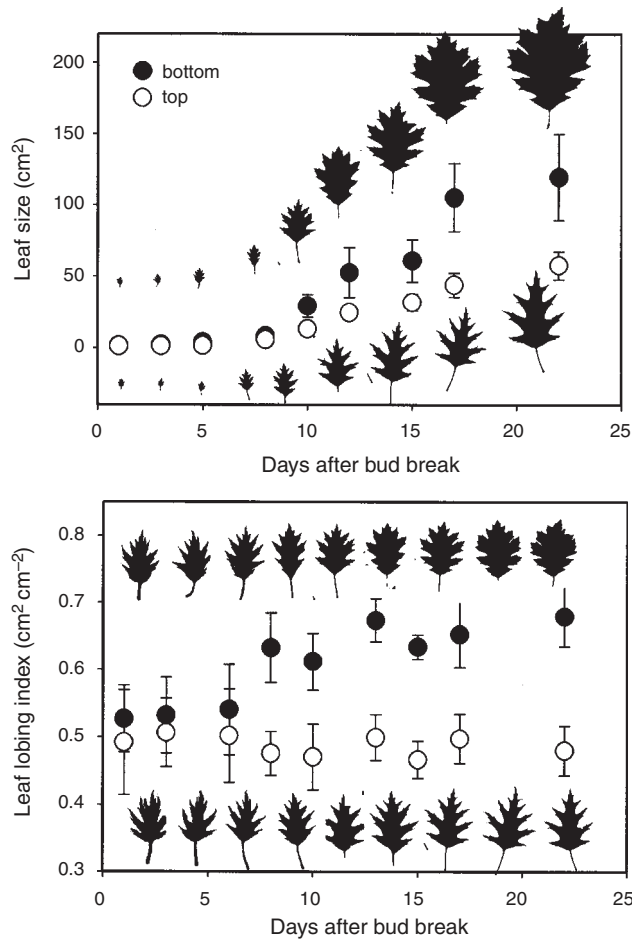 200
150
100
50
0
Leaf size (cm²)
bottom
top
0 5 10 15 20 25
Days after bud break
0.8
0.7
0.6
0.5
0.4
0.3
Leaf lobing index (cm² cm⁻²)
0 5 10 15 20 25
Days after bud break